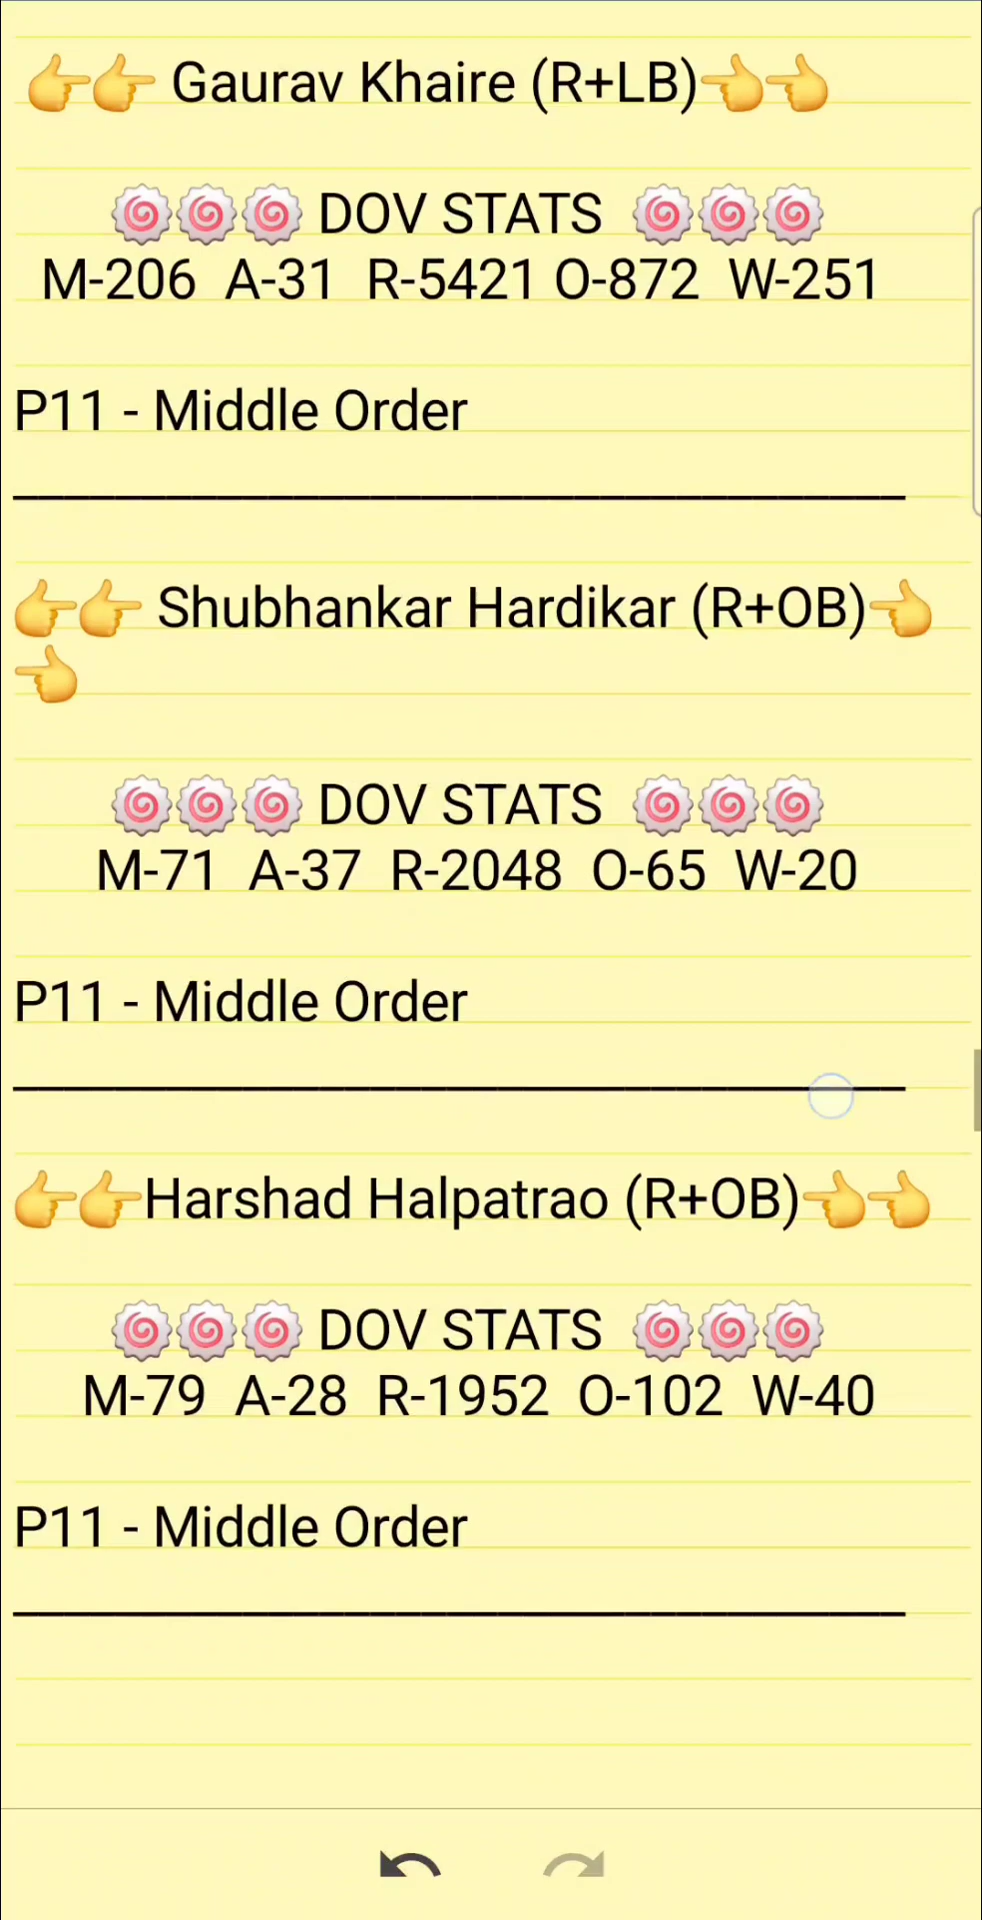 👉👉 Gaurav Khaire (R+LB)👈👈
🍥🍥🍥 DOV STATS 🍥🍥🍥
M-206 A-31 R-5421 O-872 W-251
P11 - Middle Order
👉👉 Shubhankar Hardikar (R+OB)👈
👈
🍥🍥🍥 DOV STATS 🍥🍥🍥
M-71 A-37 R-2048 O-65 W-20
P11 - Middle Order
👉👉Harshad Halpatrao (R+OB)👈👈
🍥🍥🍥 DOV STATS 🍥🍥🍥
M-79 A-28 R-1952 O-102 W-40
P11 - Middle Order